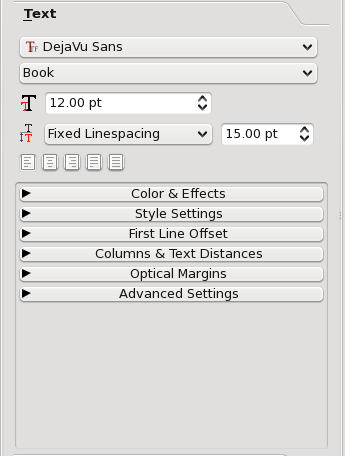 Text
DejaVu Sans
Book
12.00 pt
Fixed Linespacing 15.00 pt
Color & Effects
Style Settings
First Line Offset
Columns & Text Distances
Optical Margins
Advanced Settings